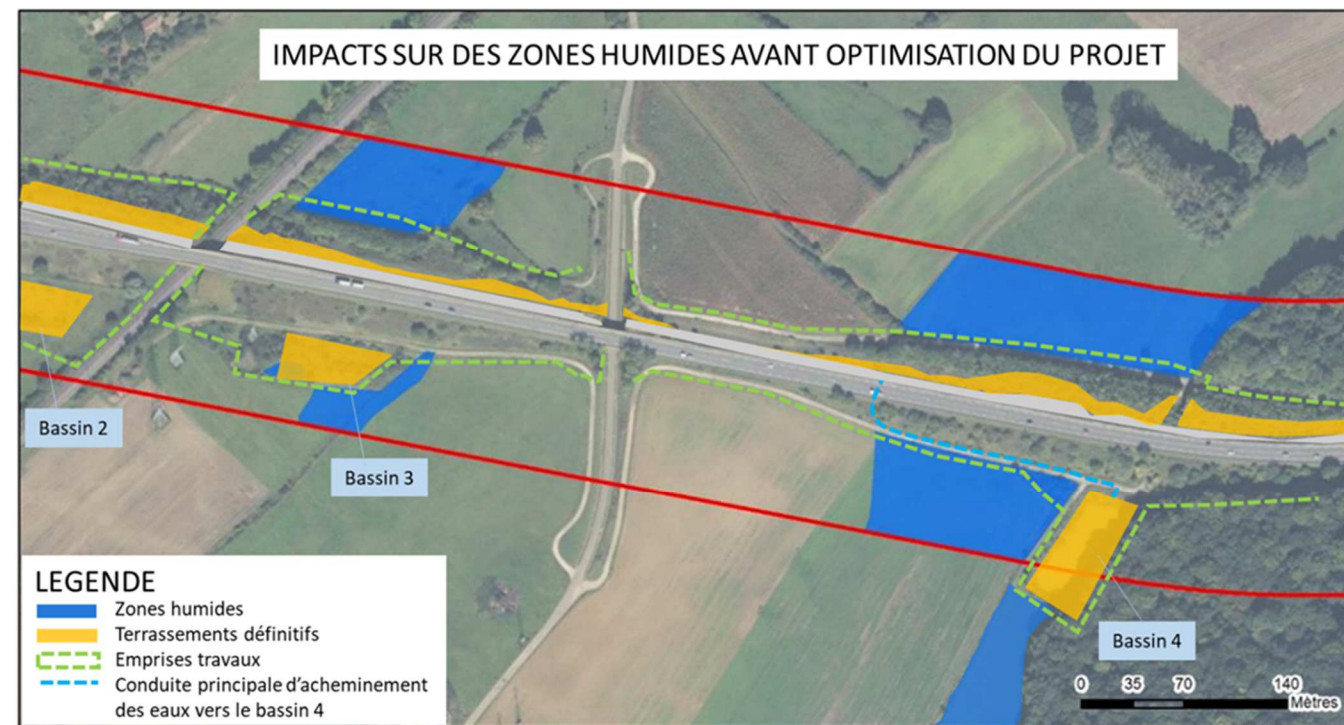 IMPACTS SUR DES ZONES HUMIDES AVANT OPTIMISATION DU PROJET
Bassin 2
Bassin 3
Bassin 4
LEGENDE
Zones humides
Terrassements définitifs
Emprises travaux
Conduite principale d'acheminement
des eaux vers le bassin 4
0 35 70 140
Mètres